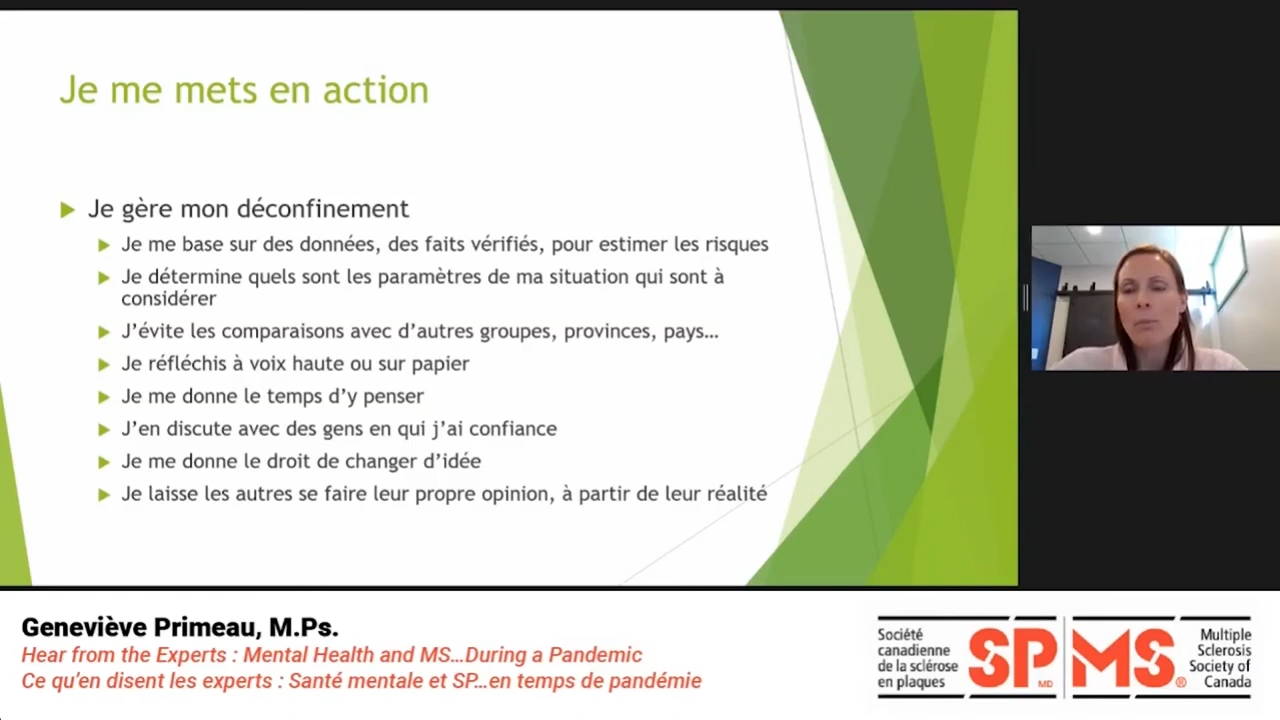 Je me mets en action
Je gère mon déconfinement
Je me base sur des données, des faits vérifiés, pour estimer les risques
Je détermine quels sont les paramètres de ma situation qui sont à
considérer
J'évite les comparaisons avec d'autres groupes, provinces, pays…
Je réfléchis à voix haute ou sur papier
Je me donne le temps d'y penser
J'en discute avec des gens en qui j'ai confiance
Je me donne le droit de changer d'idée
Je laisse les autres se faire leur propre opinion, à partir de leur réalité
Geneviève Primeau, M.Ps.
Hear from the Experts : Mental Health and MS…During a Pandemic
Ce qu'en disent les experts : Santé mentale et SP…en temps de pandémie
Société
canadienne
de la sclérose
en plaques
SP MD
MS ®
Multiple
Sclerosis
Society of
Canada